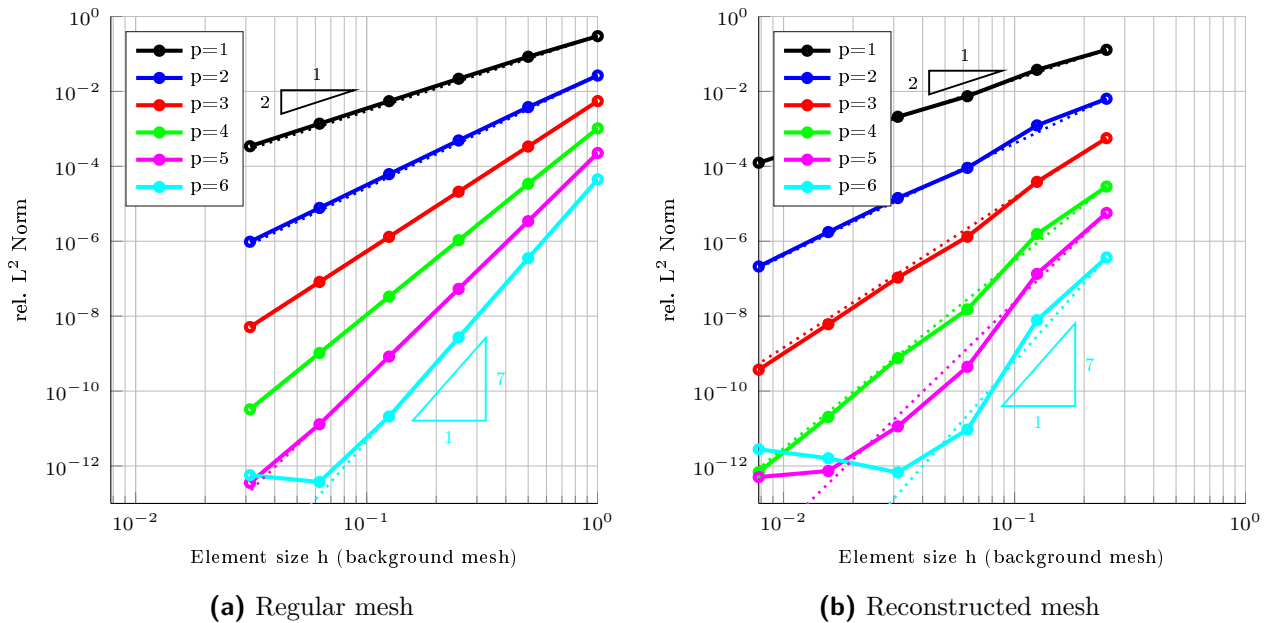 10^0
10^−2
10^−4
10^−6
10^−8
10^−10
10^−12
rel. L^2 Norm
p=1
p=2
p=3
p=4
p=5
p=6
1
2
7
1
10^−2
10^−1
10^0
Element size h (background mesh)
(a) Regular mesh
10^0
10^−2
10^−4
10^−6
10^−8
10^−10
10^−12
rel. L^2 Norm
p=1
p=2
p=3
p=4
p=5
p=6
1
2
7
1
10^−2
10^−1
10^0
Element size h (background mesh)
(b) Reconstructed mesh